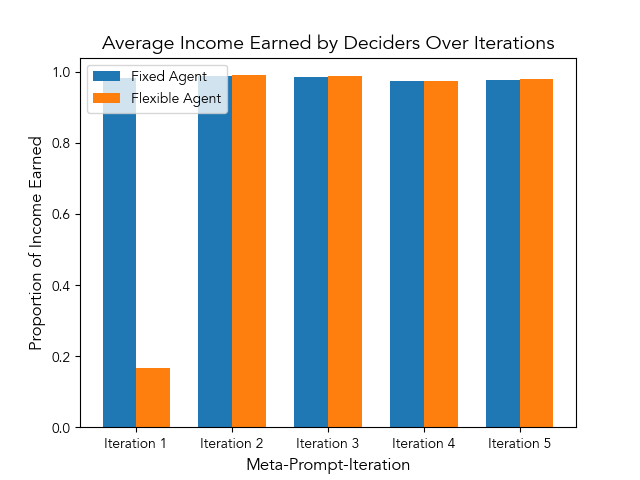 Average Income Earned by Deciders Over Iterations
Fixed Agent
Flexible Agent
Proportion of Income Earned
1.0
0.8
0.6
0.4
0.2
0.0
Iteration 1
Iteration 2
Iteration 3
Iteration 4
Iteration 5
Meta-Prompt-Iteration